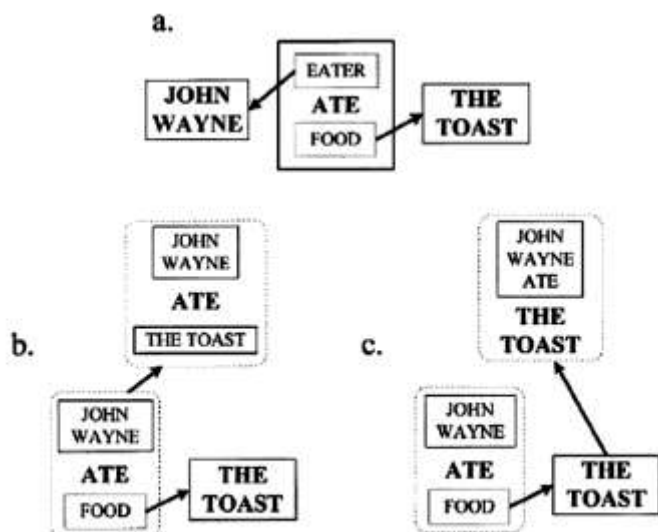 a.
EATER
JOHN
WAYNE
ATE
THE
TOAST
FOOD
JOHN
WAYNE
ATE
THE TOAST
b.
JOHN
WAYNE
ATE
FOOD
THE
TOAST
JOHN
WAYNE
ATE
THE
TOAST
c.
JOHN
WAYNE
ATE
FOOD
THE
TOAST